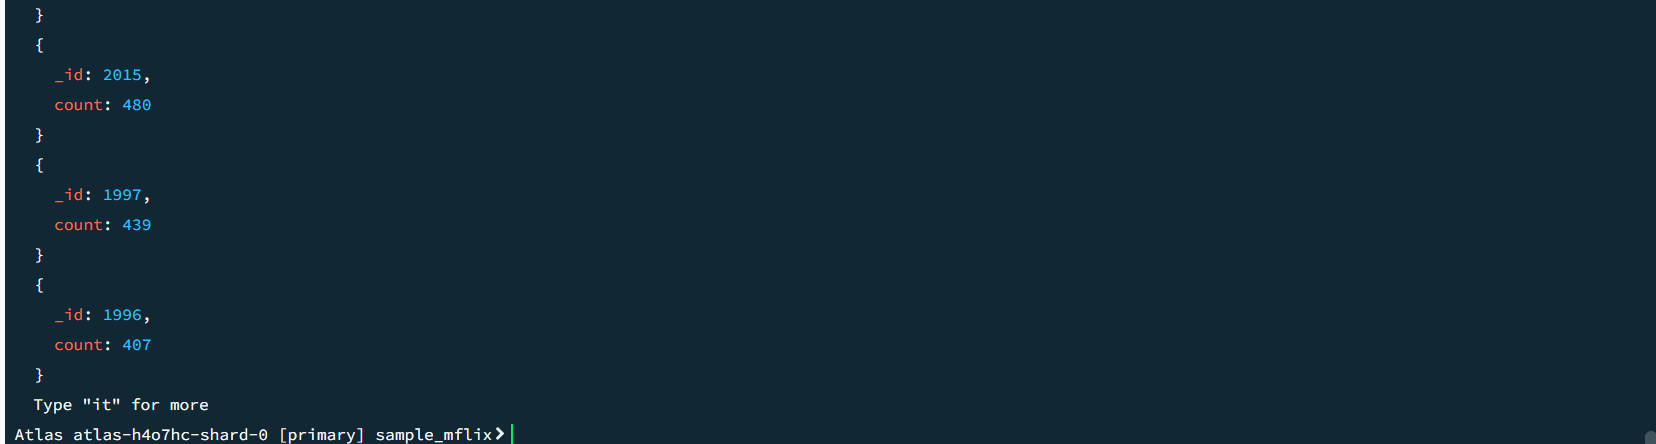 }
{
_id: 2015,
count: 480
}
{
_id: 1997,
count: 439
}
{
_id: 1996,
count: 407
}
Type "it" for more
Atlas atlas-h4o7hc-shard-0 [primary] sample_mflix>